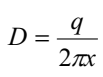 D = q / 2πx